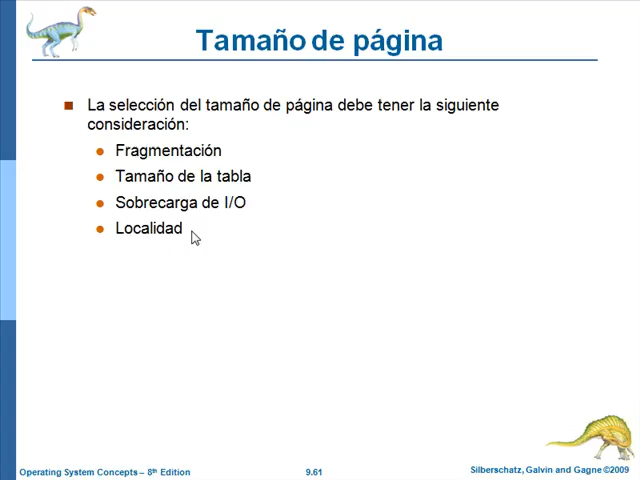 Tamaño de página
La selección del tamaño de página debe tener la siguiente
consideración:
Fragmentación
Tamaño de la tabla
Sobrecarga de I/O
Localidad
Operating System Concepts – 8th Edition
9.61
Silberschatz, Galvin and Gagne ©2009